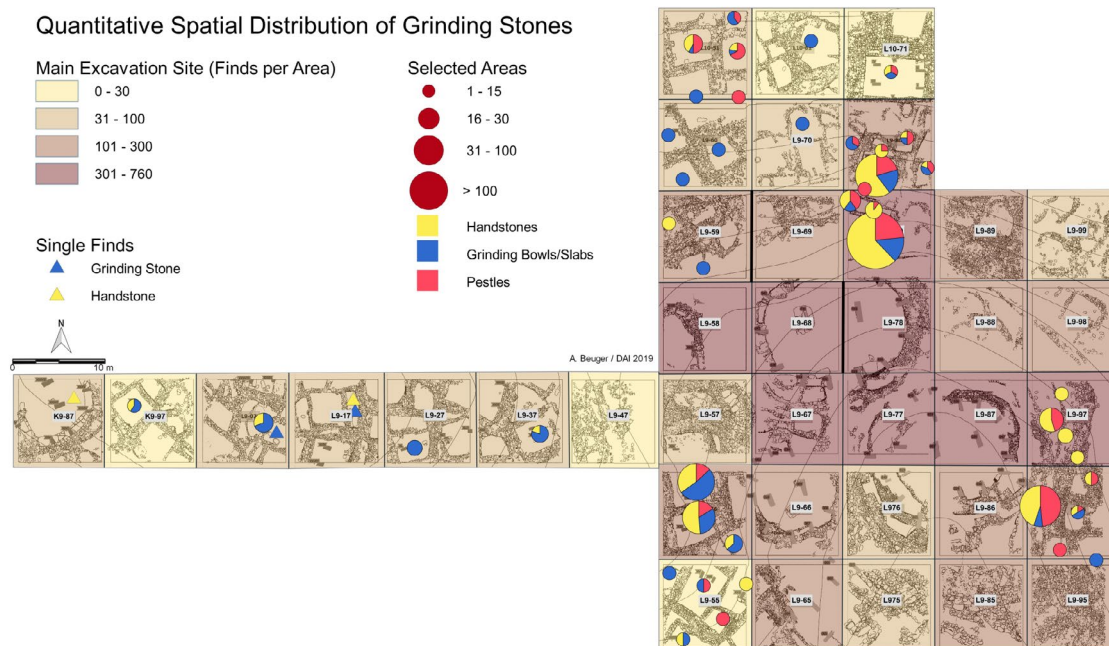 Quantitative Spatial Distribution of Grinding Stones
Main Excavation Site (Finds per Area)
0 - 30
31 - 100
101 - 300
301 - 760
Selected Areas
1 - 15
16 - 30
31 - 100
> 100
Handstones
Grinding Bowls/Slabs
Pestles
Single Finds
Grinding Stone
Handstone
N
0 10 m
A. Beuger / DAI 2019
L10-71
L9-70
L9-59 L9-69 L9-89 L9-99
L9-58 L9-68 L9-78 L9-88 L9-98
K9-87 K9-97 L9-17 L9-27 L9-37 L9-47 L9-57 L9-67 L9-77 L9-87 L9-97
L9-66 L976 L9-86
L9-55 L9-65 L975 L9-85 L9-95